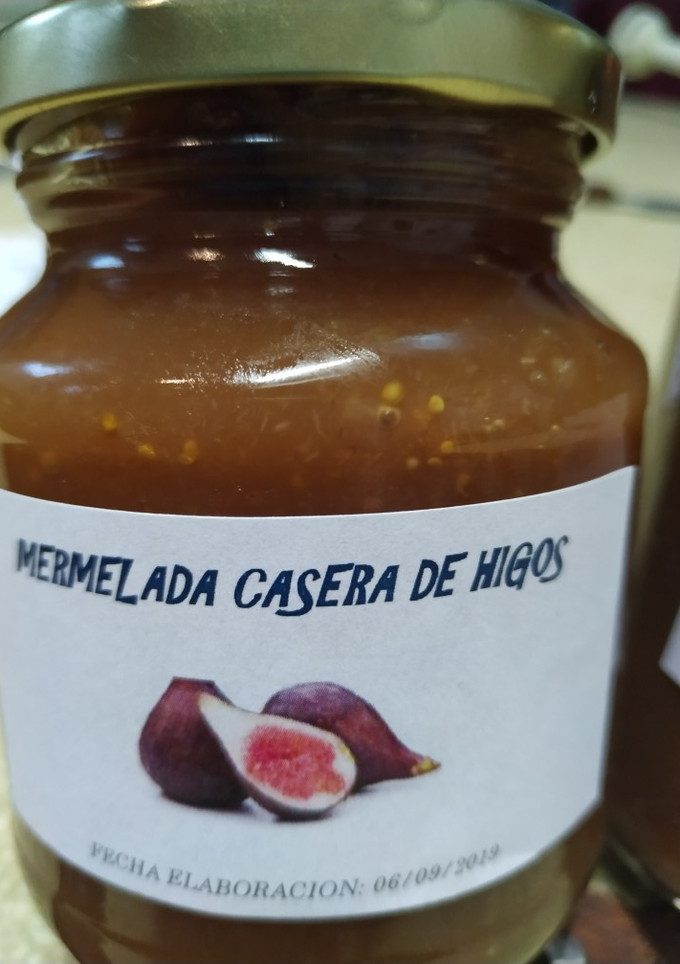 MERMELADA CASERA DE HIGOS
FECHA ELABORACION: 06/09/2019